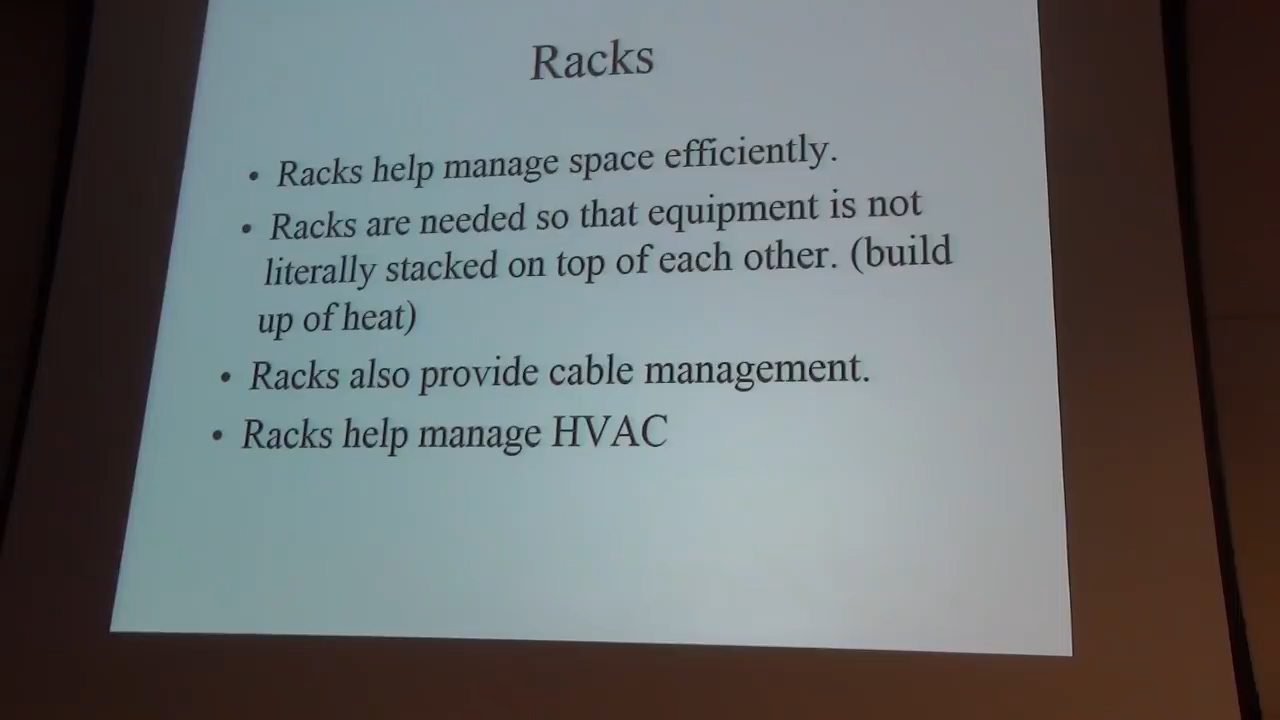 Racks
• Racks help manage space efficiently.
• Racks are needed so that equipment is not
literally stacked on top of each other. (build
up of heat)
• Racks also provide cable management.
• Racks help manage HVAC